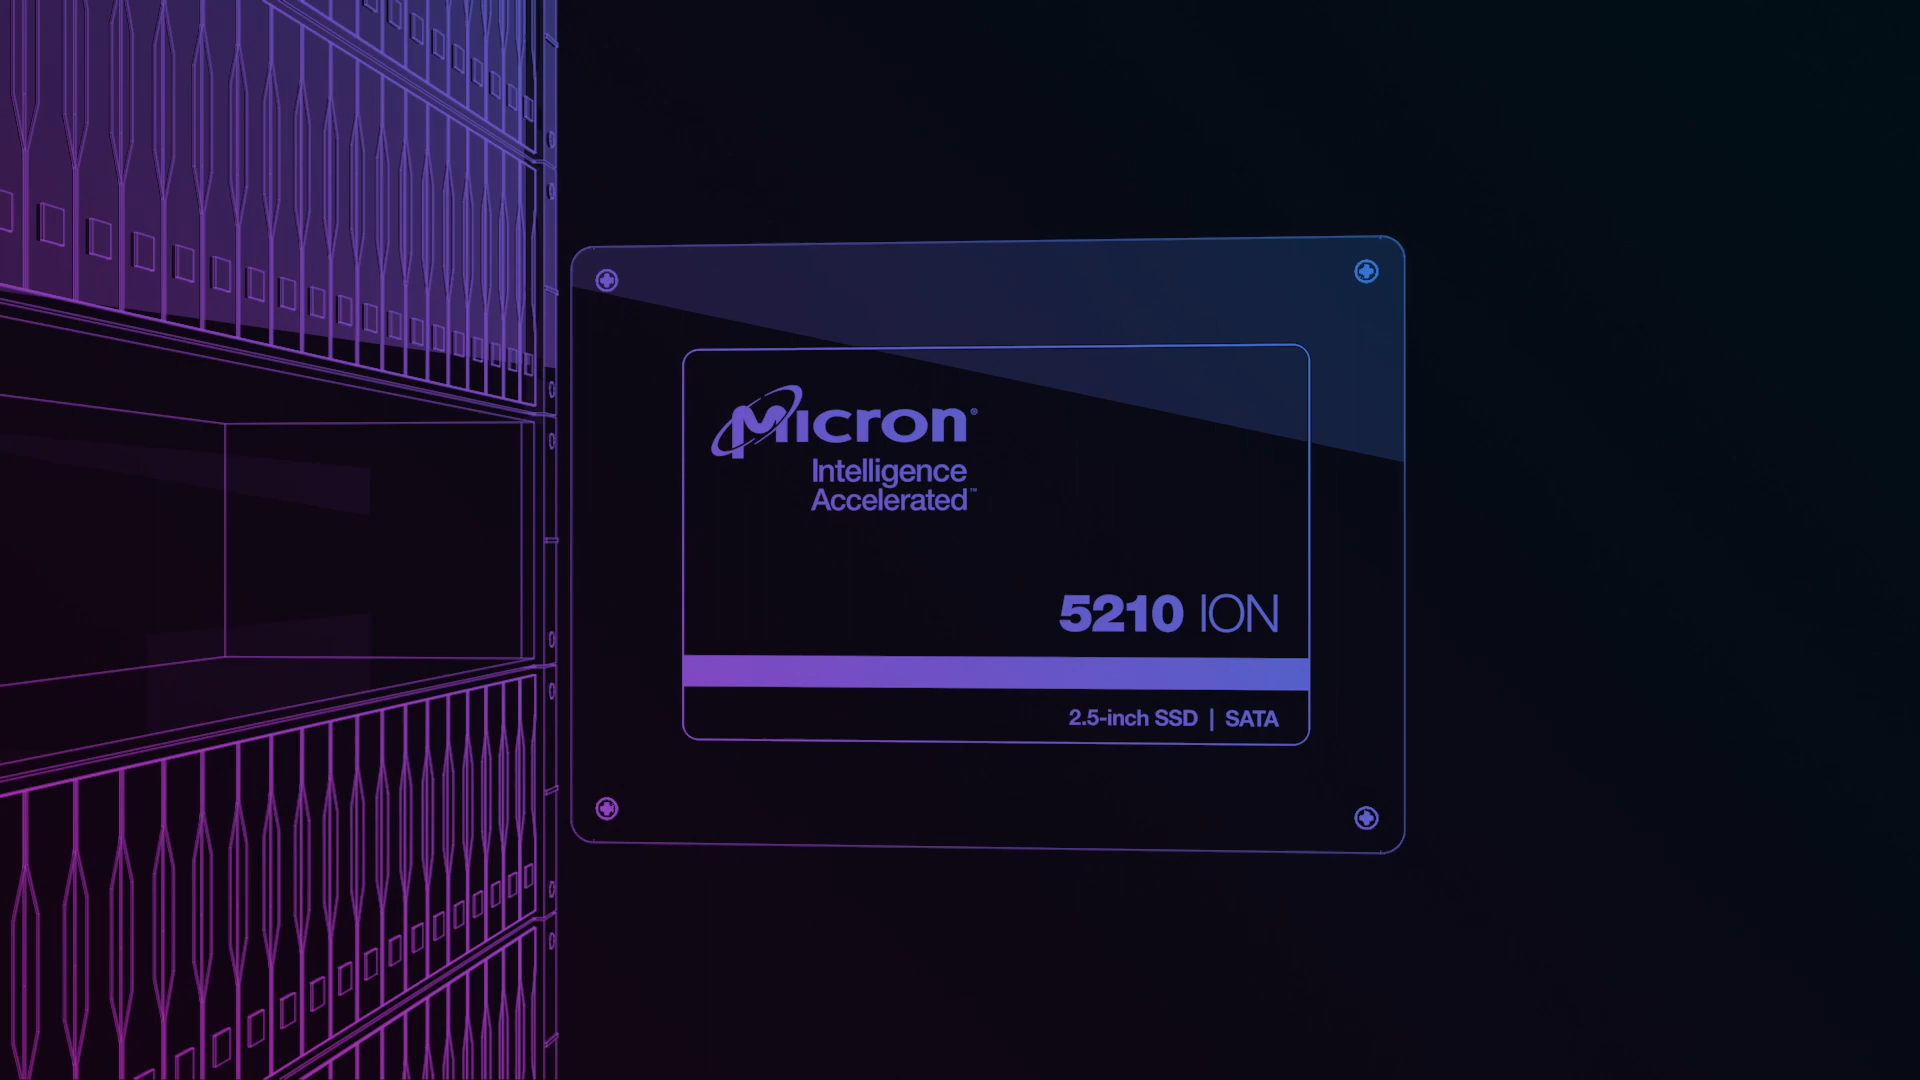 Micron®
Intelligence
Accelerated™
5210 ION
2.5-inch SSD | SATA